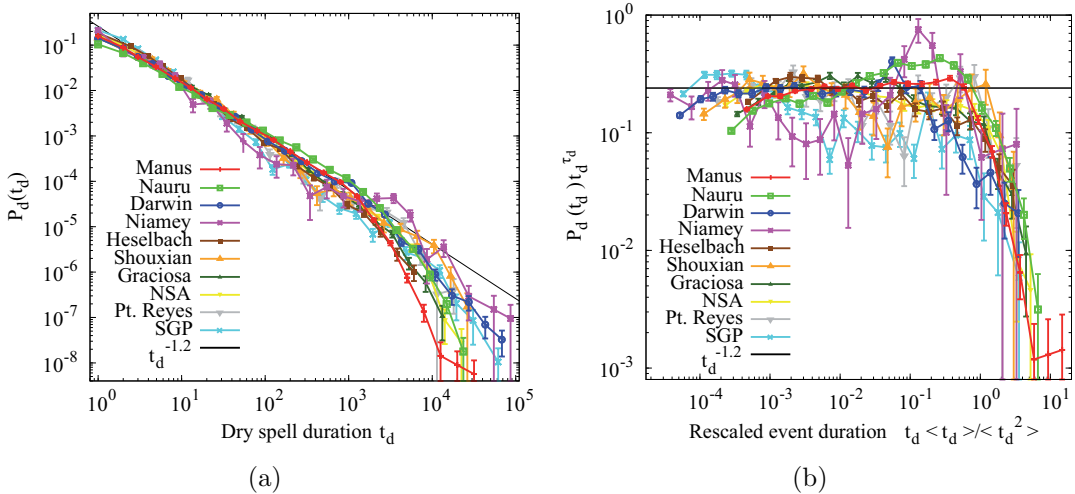 10^-1
10^-2
10^-3
10^-4
10^-5
10^-6
10^-7
10^-8
P_d(t_d)
Manus
Nauru
Darwin
Niamey
Heselbach
Shouxian
Graciosa
NSA
Pt. Reyes
SGP
t_d^-1.2
10^0 10^1 10^2 10^3 10^4 10^5
Dry spell duration t_d
(a)
10^0
10^-1
10^-2
10^-3
P_d(t_d) t_d^τ_d
Manus
Nauru
Darwin
Niamey
Heselbach
Shouxian
Graciosa
NSA
Pt. Reyes
SGP
t_d^-1.2
10^-4 10^-3 10^-2 10^-1 10^0 10^1
Rescaled event duration t_d < t_d >/< t_d^2 >
(b)